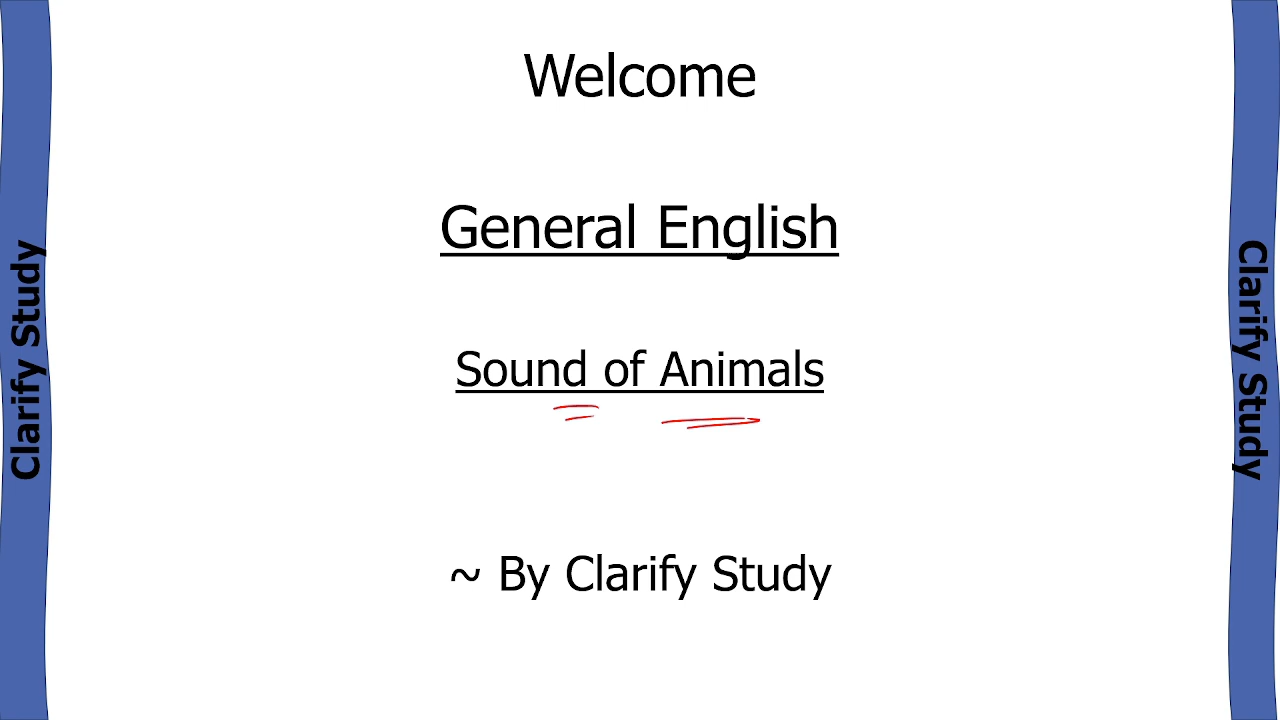 Welcome
General English
Sound of Animals
~ By Clarify Study
Clarify Study
Clarify Study